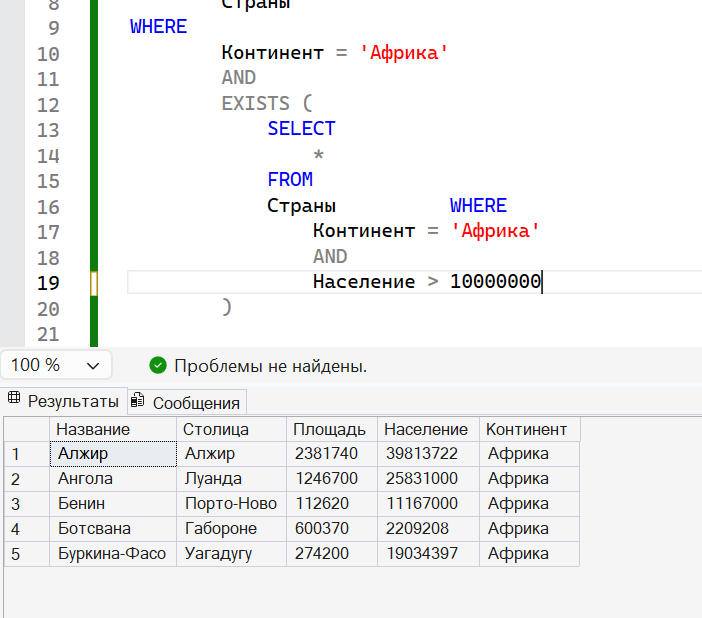 8 Страны
9 WHERE
10 Континент = 'Африка'
11 AND
12 EXISTS (
13 SELECT
14 *
15 FROM
16 Страны WHERE
17 Континент = 'Африка'
18 AND
19 Население > 10000000
20 )
21
100 % Проблемы не найдены.
Результаты Сообщения
Название Столица Площадь Население Континент
1 Алжир Алжир 2381740 39813722 Африка
2 Ангола Луанда 1246700 25831000 Африка
3 Бенин Порто-Ново 112620 11167000 Африка
4 Ботсвана Габороне 600370 2209208 Африка
5 Буркина-Фасо Уагадугу 274200 19034397 Африка